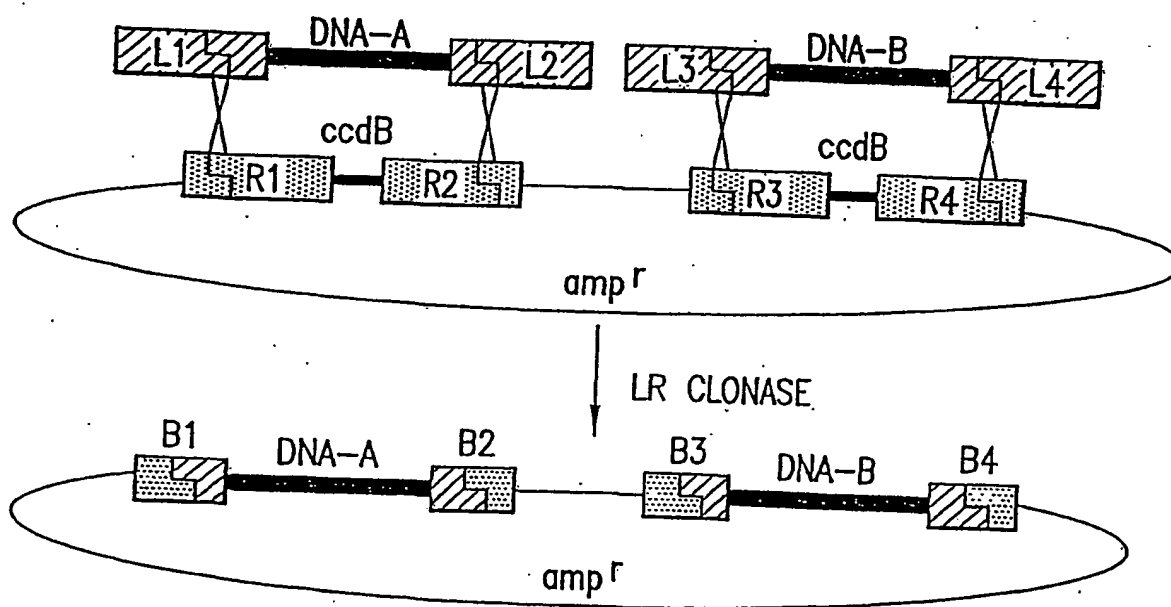 DNA-A
DNA-B
L1
L2
L3
L4
ccdB
ccdB
R1
R2
R3
R4
amp^r
LR CLONASE
B1
DNA-A
B2
B3
DNA-B
B4
amp^r